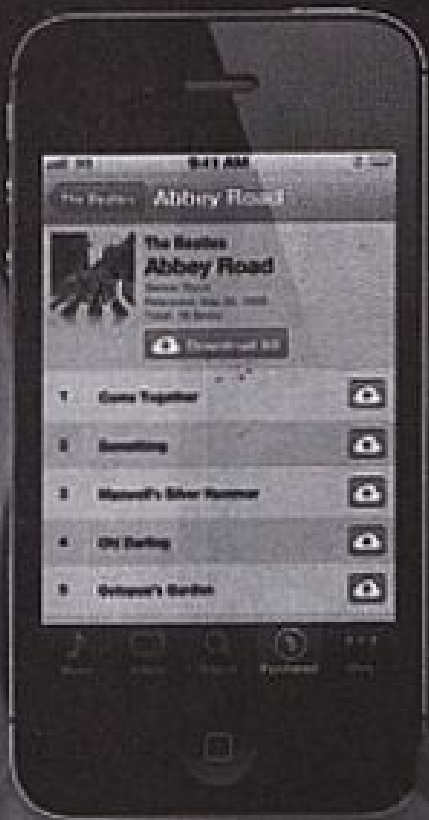 9:41 AM
The Beatles Abbey Road
The Beatles
Abbey Road
Download All
1 Come Together
2 Something
3 Maxwell's Silver Hammer
4 Oh! Darling
5 Octopus's Garden
Purchased